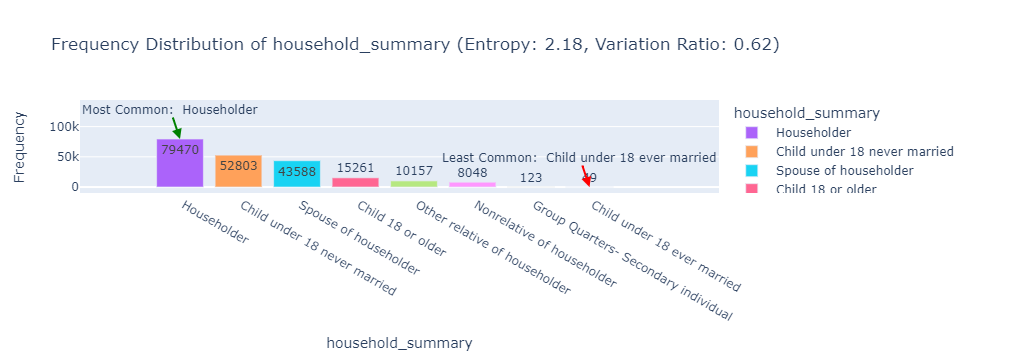 Frequency Distribution of household_summary (Entropy: 2.18, Variation Ratio: 0.62)
Most Common:  Householder
household_summary
Frequency
100k
50k
0
79470
52803
43588
15261
10157
8048
123
Least Common:  Child under 18 ever married
Householder
Child under 18 never married
Spouse of householder
Child 18 or older
Householder
Child under 18 never married
Spouse of householder
Child 18 or older
Other relative of householder
Nonrelative of householder
Group Quarters- Secondary individual
Child under 18 ever married
household_summary